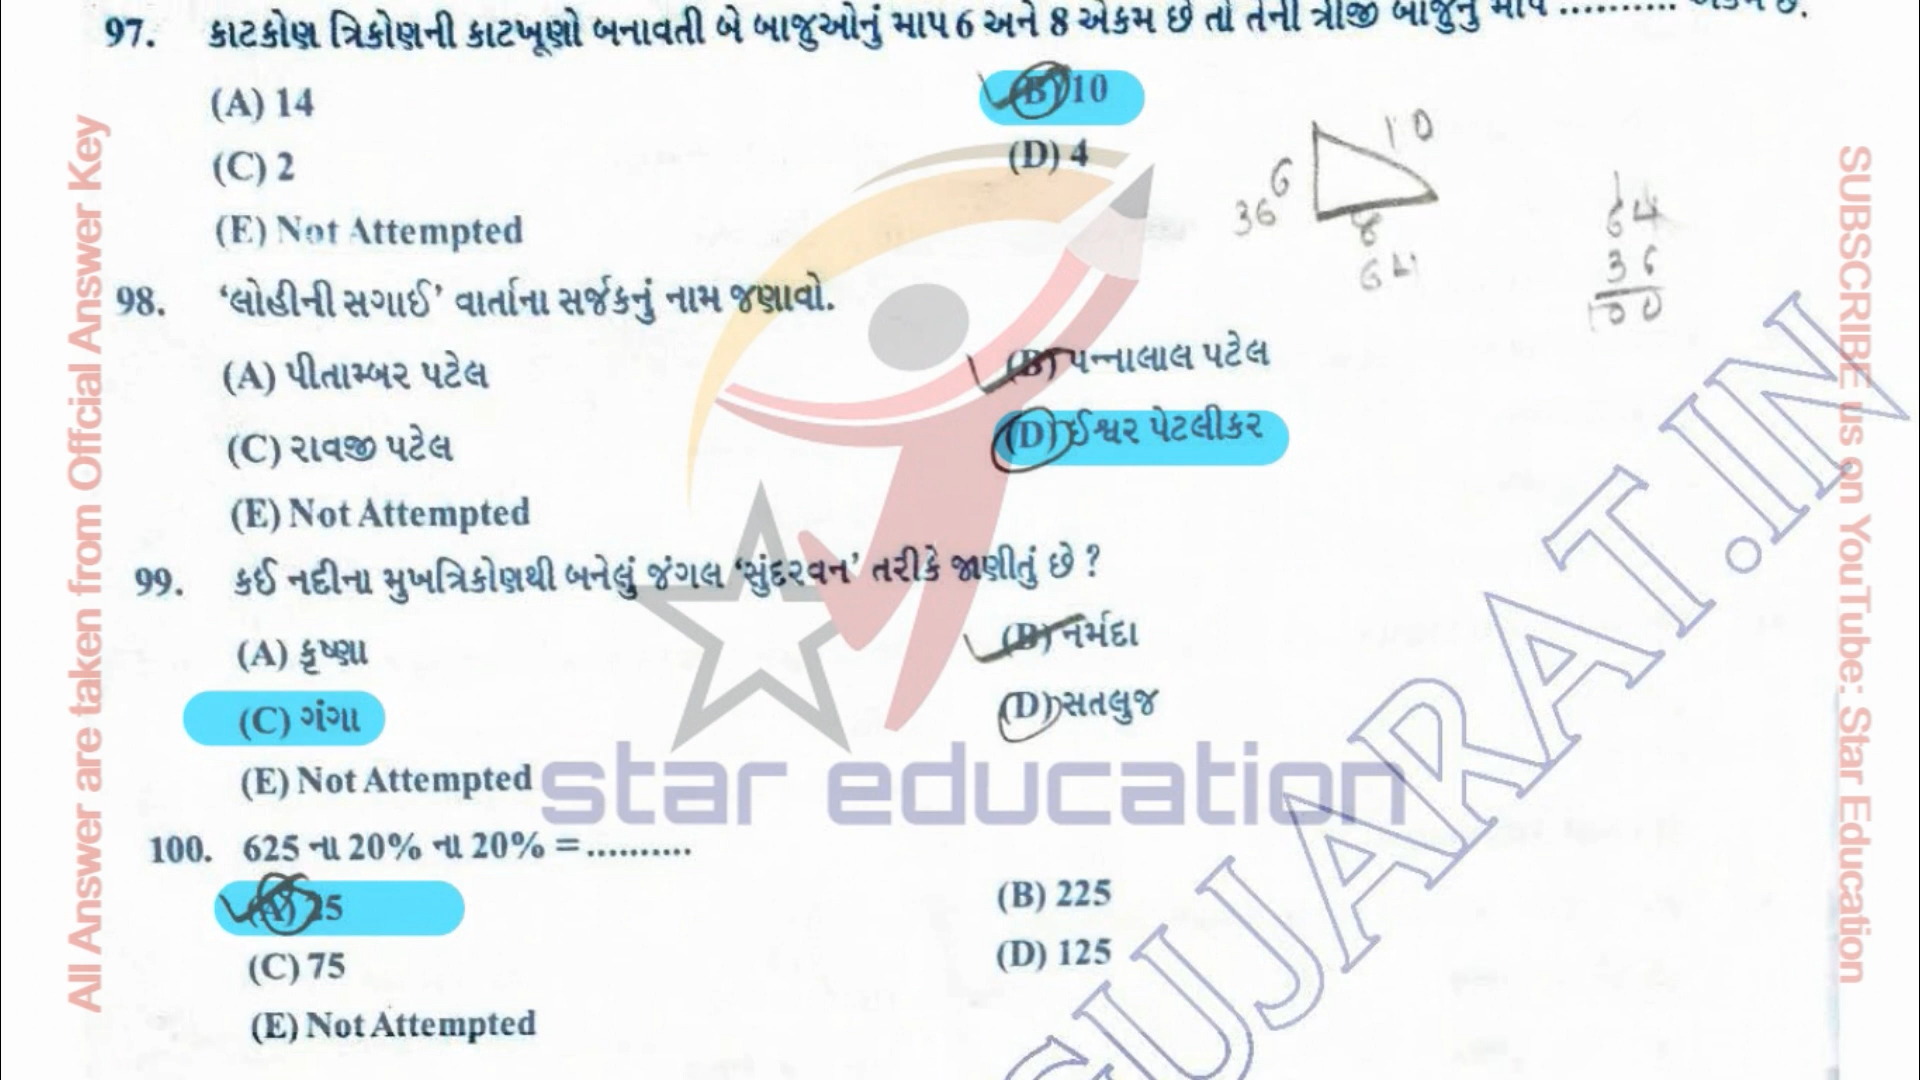 97. કાટકોણ ત્રિકોણની કાટખૂણો બનાવતી બે બાજુઓનું માપ 6 અને 8 એકમ છે તો તેની ત્રીજી બાજુનું માપ .......... એકમ છે.
(A) 14
(B) 10
(C) 2
(D) 4
(E) Not Attempted
10
6
36
8
64
64
36
100
98. ‘લોહીની સગાઈ’ વાર્તાના સર્જકનું નામ જણાવો.
(A) પીતામ્બર પટેલ
(B) પન્નાલાલ પટેલ
(C) રાવજી પટેલ
(D) ઈશ્વર પેટલીકર
(E) Not Attempted
99. કઈ નદીના મુખત્રિકોણથી બનેલું જંગલ ‘સુંદરવન’ તરીકે જાણીતું છે ?
(A) કૃષ્ણા
(B) નર્મદા
(C) ગંગા
(D) સતલુજ
(E) Not Attempted
100. 625 ના 20% ના 20% = ..........
(A) 25
(B) 225
(C) 75
(D) 125
(E) Not Attempted
star education
GUJARAT.IN
All Answer are taken from Offcial Answer Key
SUBSCRIBE us on YouTube: Star Education